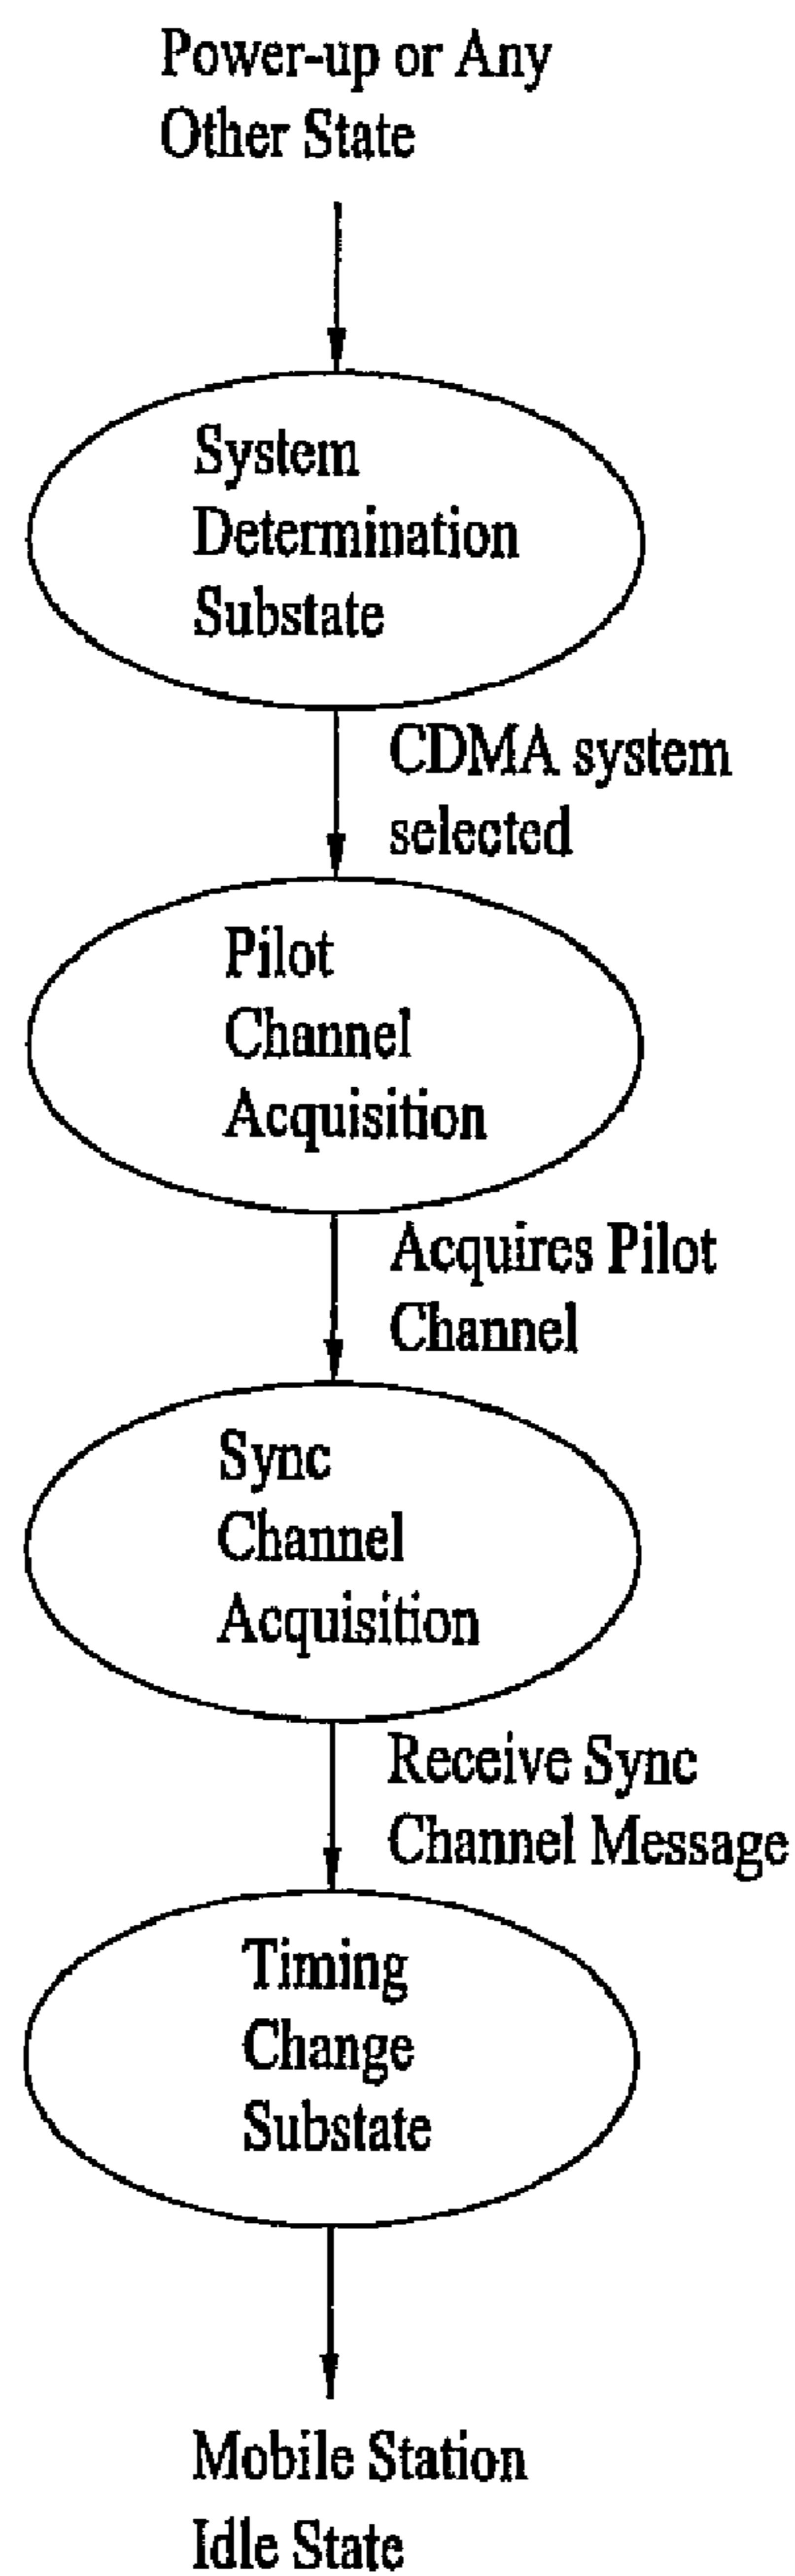 Power-up or Any
Other State
System
Determination
Substate
CDMA system
selected
Pilot
Channel
Acquisition
Acquires Pilot
Channel
Sync
Channel
Acquisition
Receive Sync
Channel Message
Timing
Change
Substate
Mobile Station
Idle State